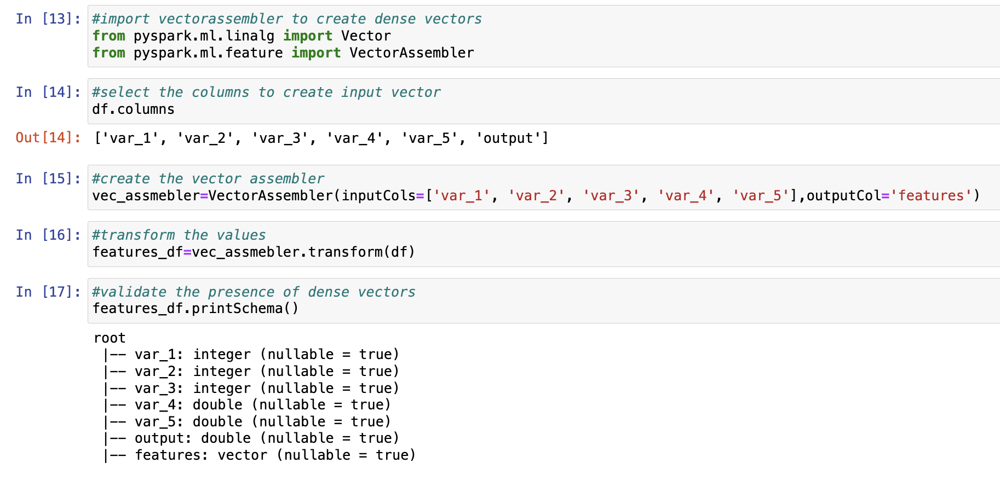 In [13]: #import vectorassembler to create dense vectors
from pyspark.ml.linalg import Vector
from pyspark.ml.feature import VectorAssembler
In [14]: #select the columns to create input vector
df.columns
Out[14]: ['var_1', 'var_2', 'var_3', 'var_4', 'var_5', 'output']
In [15]: #create the vector assembler
vec_assmebler=VectorAssembler(inputCols=['var_1', 'var_2', 'var_3', 'var_4', 'var_5'],outputCol='features')
In [16]: #transform the values
features_df=vec_assmebler.transform(df)
In [17]: #validate the presence of dense vectors
features_df.printSchema()
root
 |-- var_1: integer (nullable = true)
 |-- var_2: integer (nullable = true)
 |-- var_3: integer (nullable = true)
 |-- var_4: double (nullable = true)
 |-- var_5: double (nullable = true)
 |-- output: double (nullable = true)
 |-- features: vector (nullable = true)